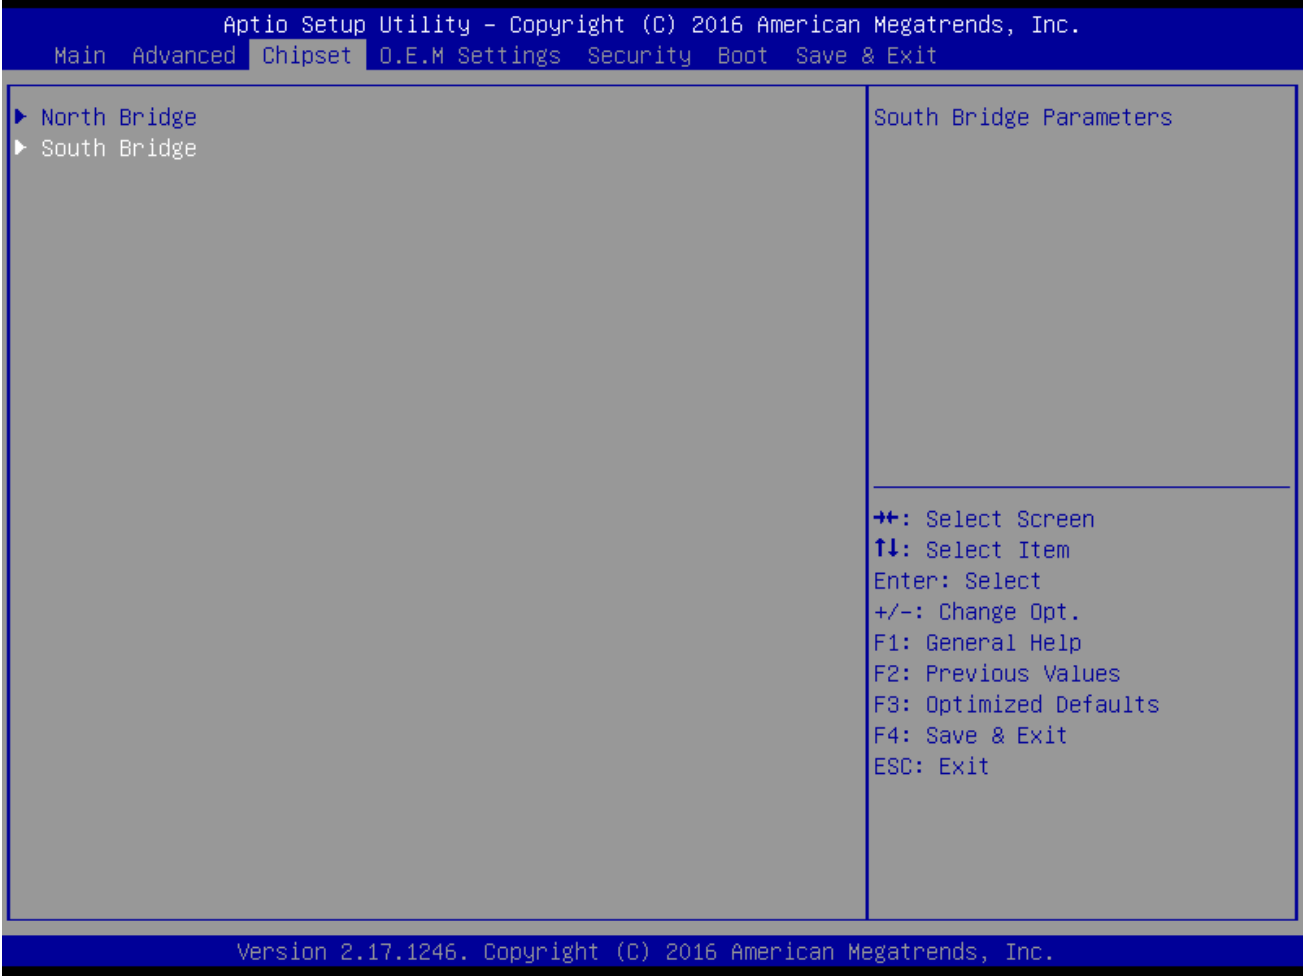 Aptio Setup Utility – Copyright (C) 2016 American Megatrends, Inc.
Main Advanced Chipset O.E.M Settings Security Boot Save & Exit
▶ North Bridge
▶ South Bridge
South Bridge Parameters
→←: Select Screen
↑↓: Select Item
Enter: Select
+/-: Change Opt.
F1: General Help
F2: Previous Values
F3: Optimized Defaults
F4: Save & Exit
ESC: Exit
Version 2.17.1246. Copyright (C) 2016 American Megatrends, Inc.